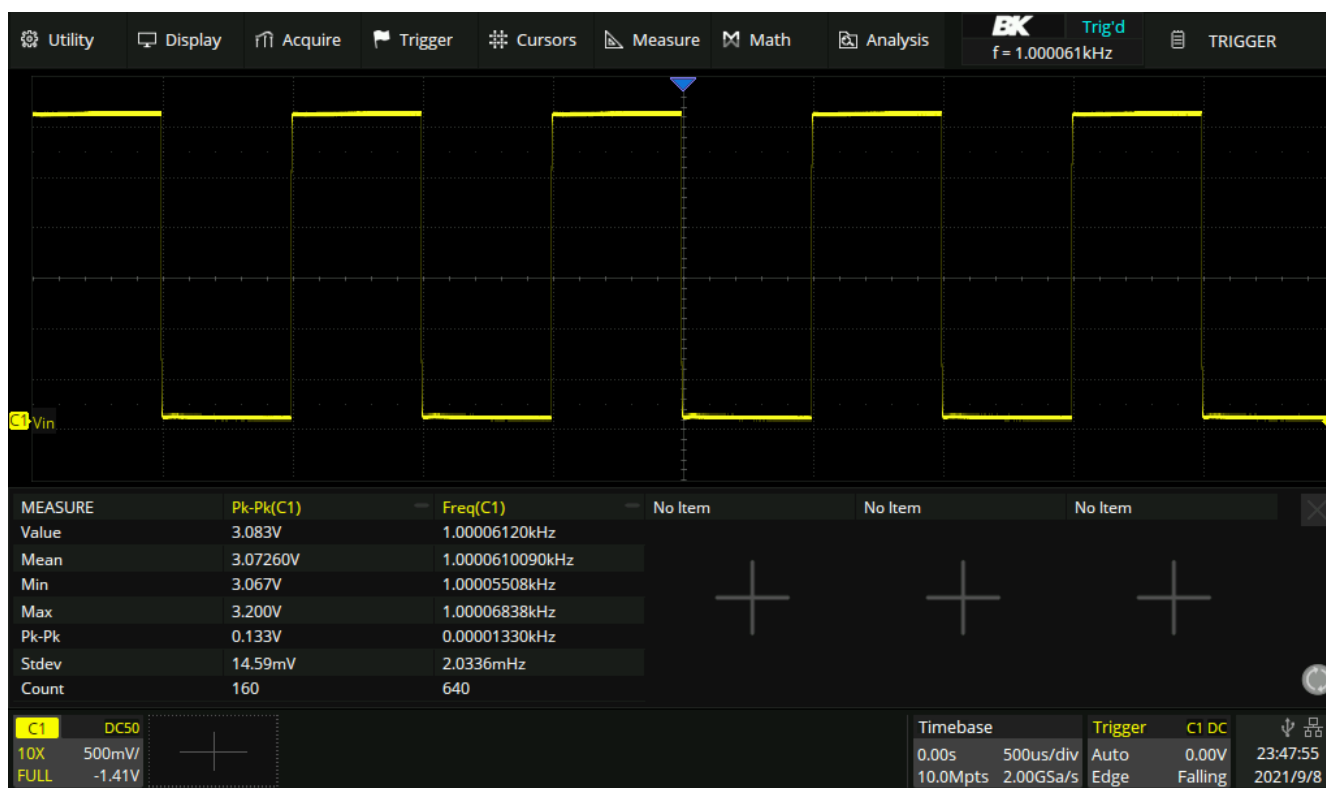 Utility Display Acquire Trigger Cursors Measure Math Analysis BK Trig'd TRIGGER
f = 1.000061kHz
C1 Vin
MEASURE Pk-Pk(C1) Freq(C1) No Item No Item No Item
Value 3.083V 1.00006120kHz
Mean 3.07260V 1.0000610090kHz
Min 3.067V 1.00005508kHz
Max 3.200V 1.00006838kHz
Pk-Pk 0.133V 0.00001330kHz
Stdev 14.59mV 2.0336mHz
Count 160 640
C1 DC50 Timebase Trigger C1 DC
10X 500mV/ 0.00s 500us/div Auto 0.00V 23:47:55
FULL -1.41V 10.0Mpts 2.00GSa/s Edge Falling 2021/9/8